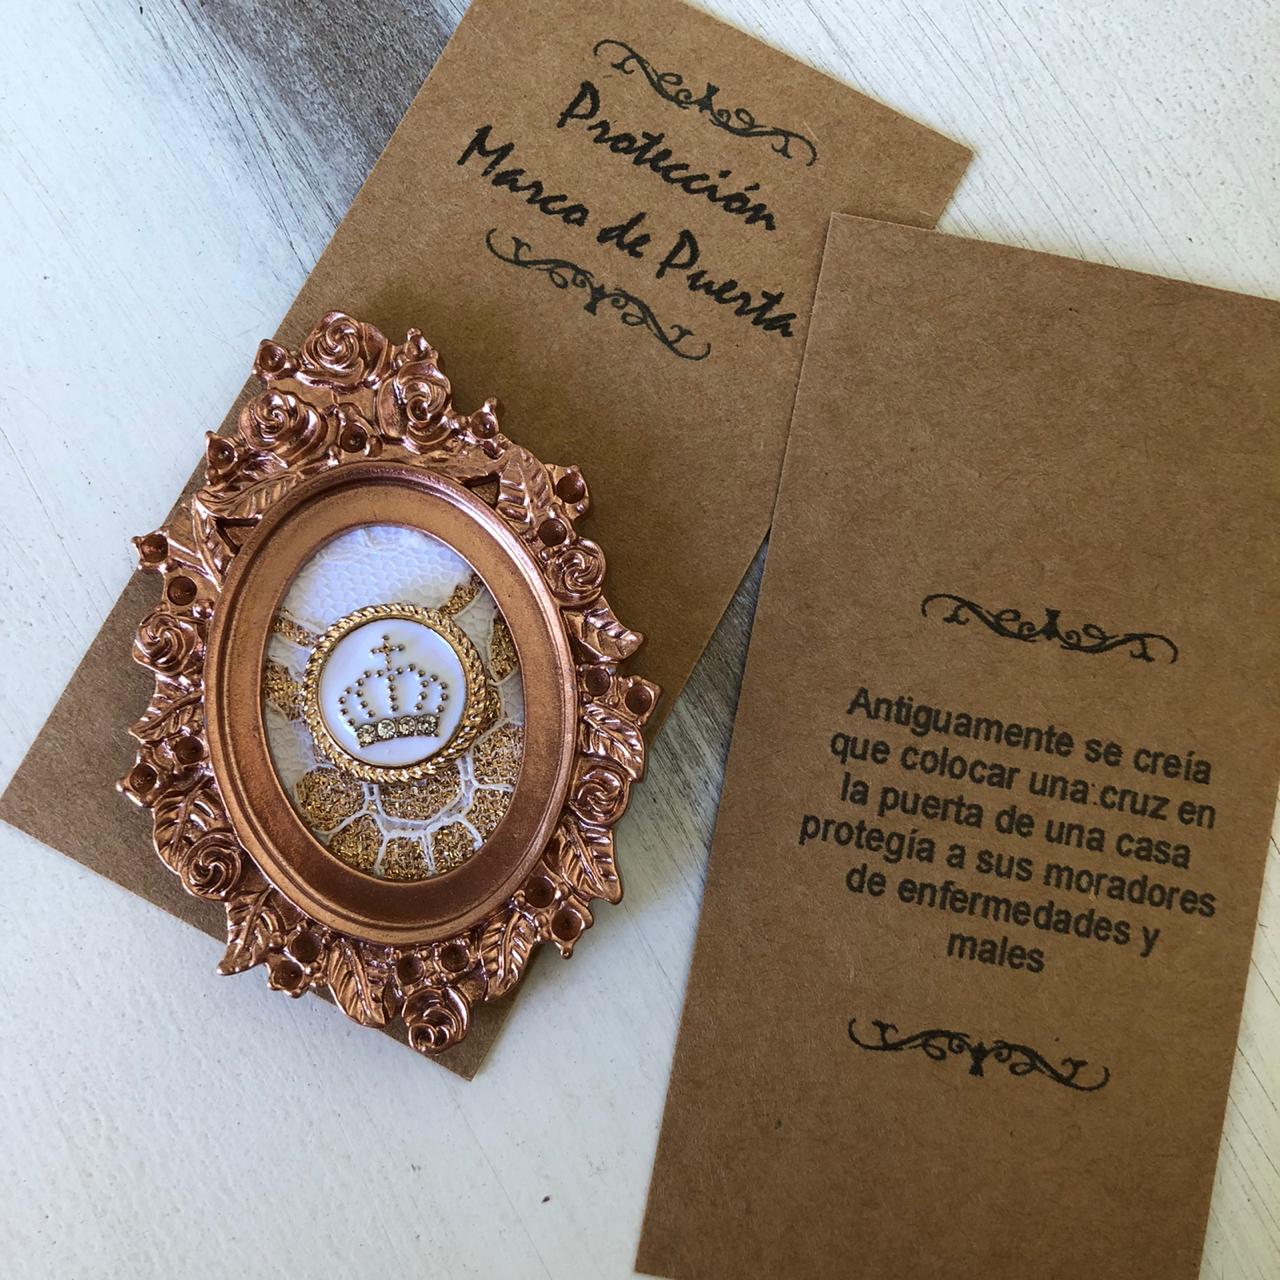 Protección
Marco de Puerta
Antiguamente se creía
que colocar una cruz en
la puerta de una casa
protegía a sus moradores
de enfermedades y
males